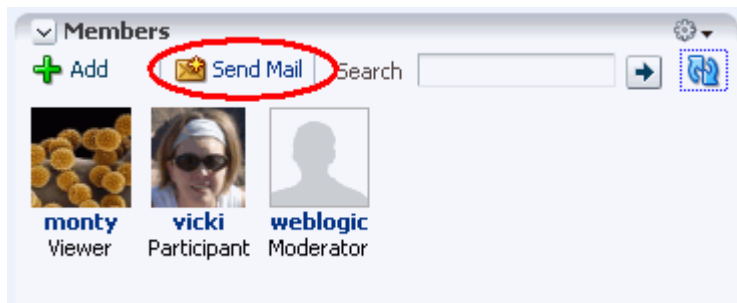 Members
Add Send Mail Search
monty vicki weblogic
Viewer Participant Moderator